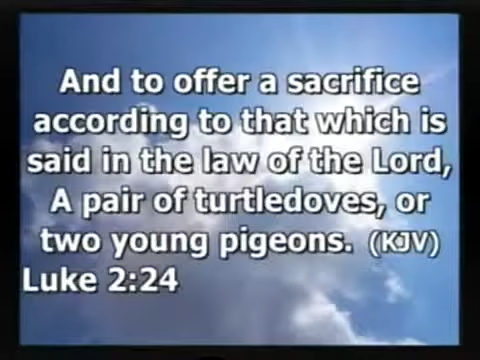 And to offer a sacrifice
according to that which is
said in the law of the Lord,
A pair of turtledoves, or
two young pigeons. (KJV)
Luke 2:24